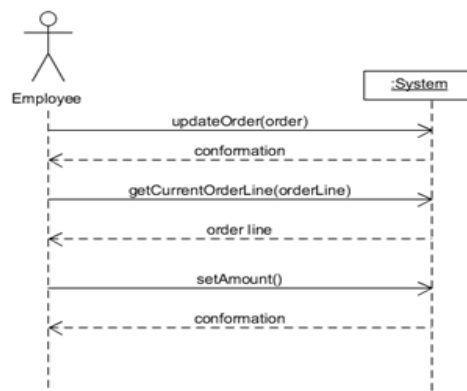 Employee
:System
updateOrder(order)
conformation
getCurrentOrderLine(orderLine)
order line
setAmount()
conformation